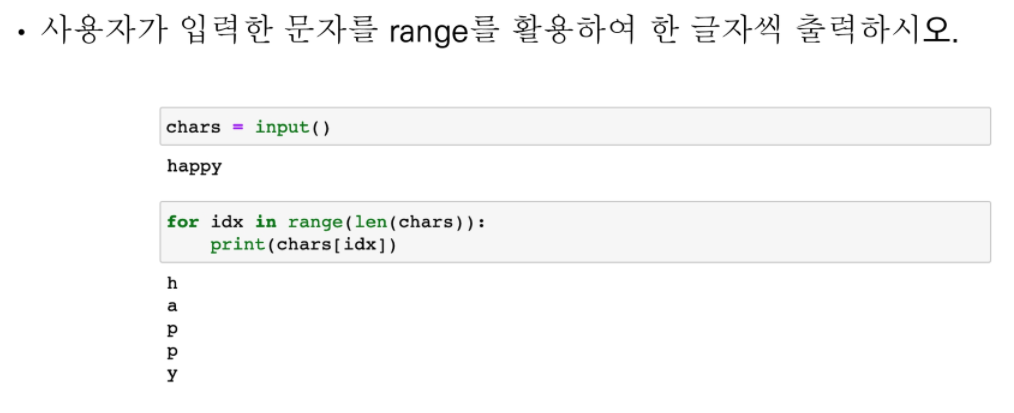 • 사용자가 입력한 문자를 range를 활용하여 한 글자씩 출력하시오.
chars = input()
happy
for idx in range(len(chars)):
    print(chars[idx])
h
a
p
p
y